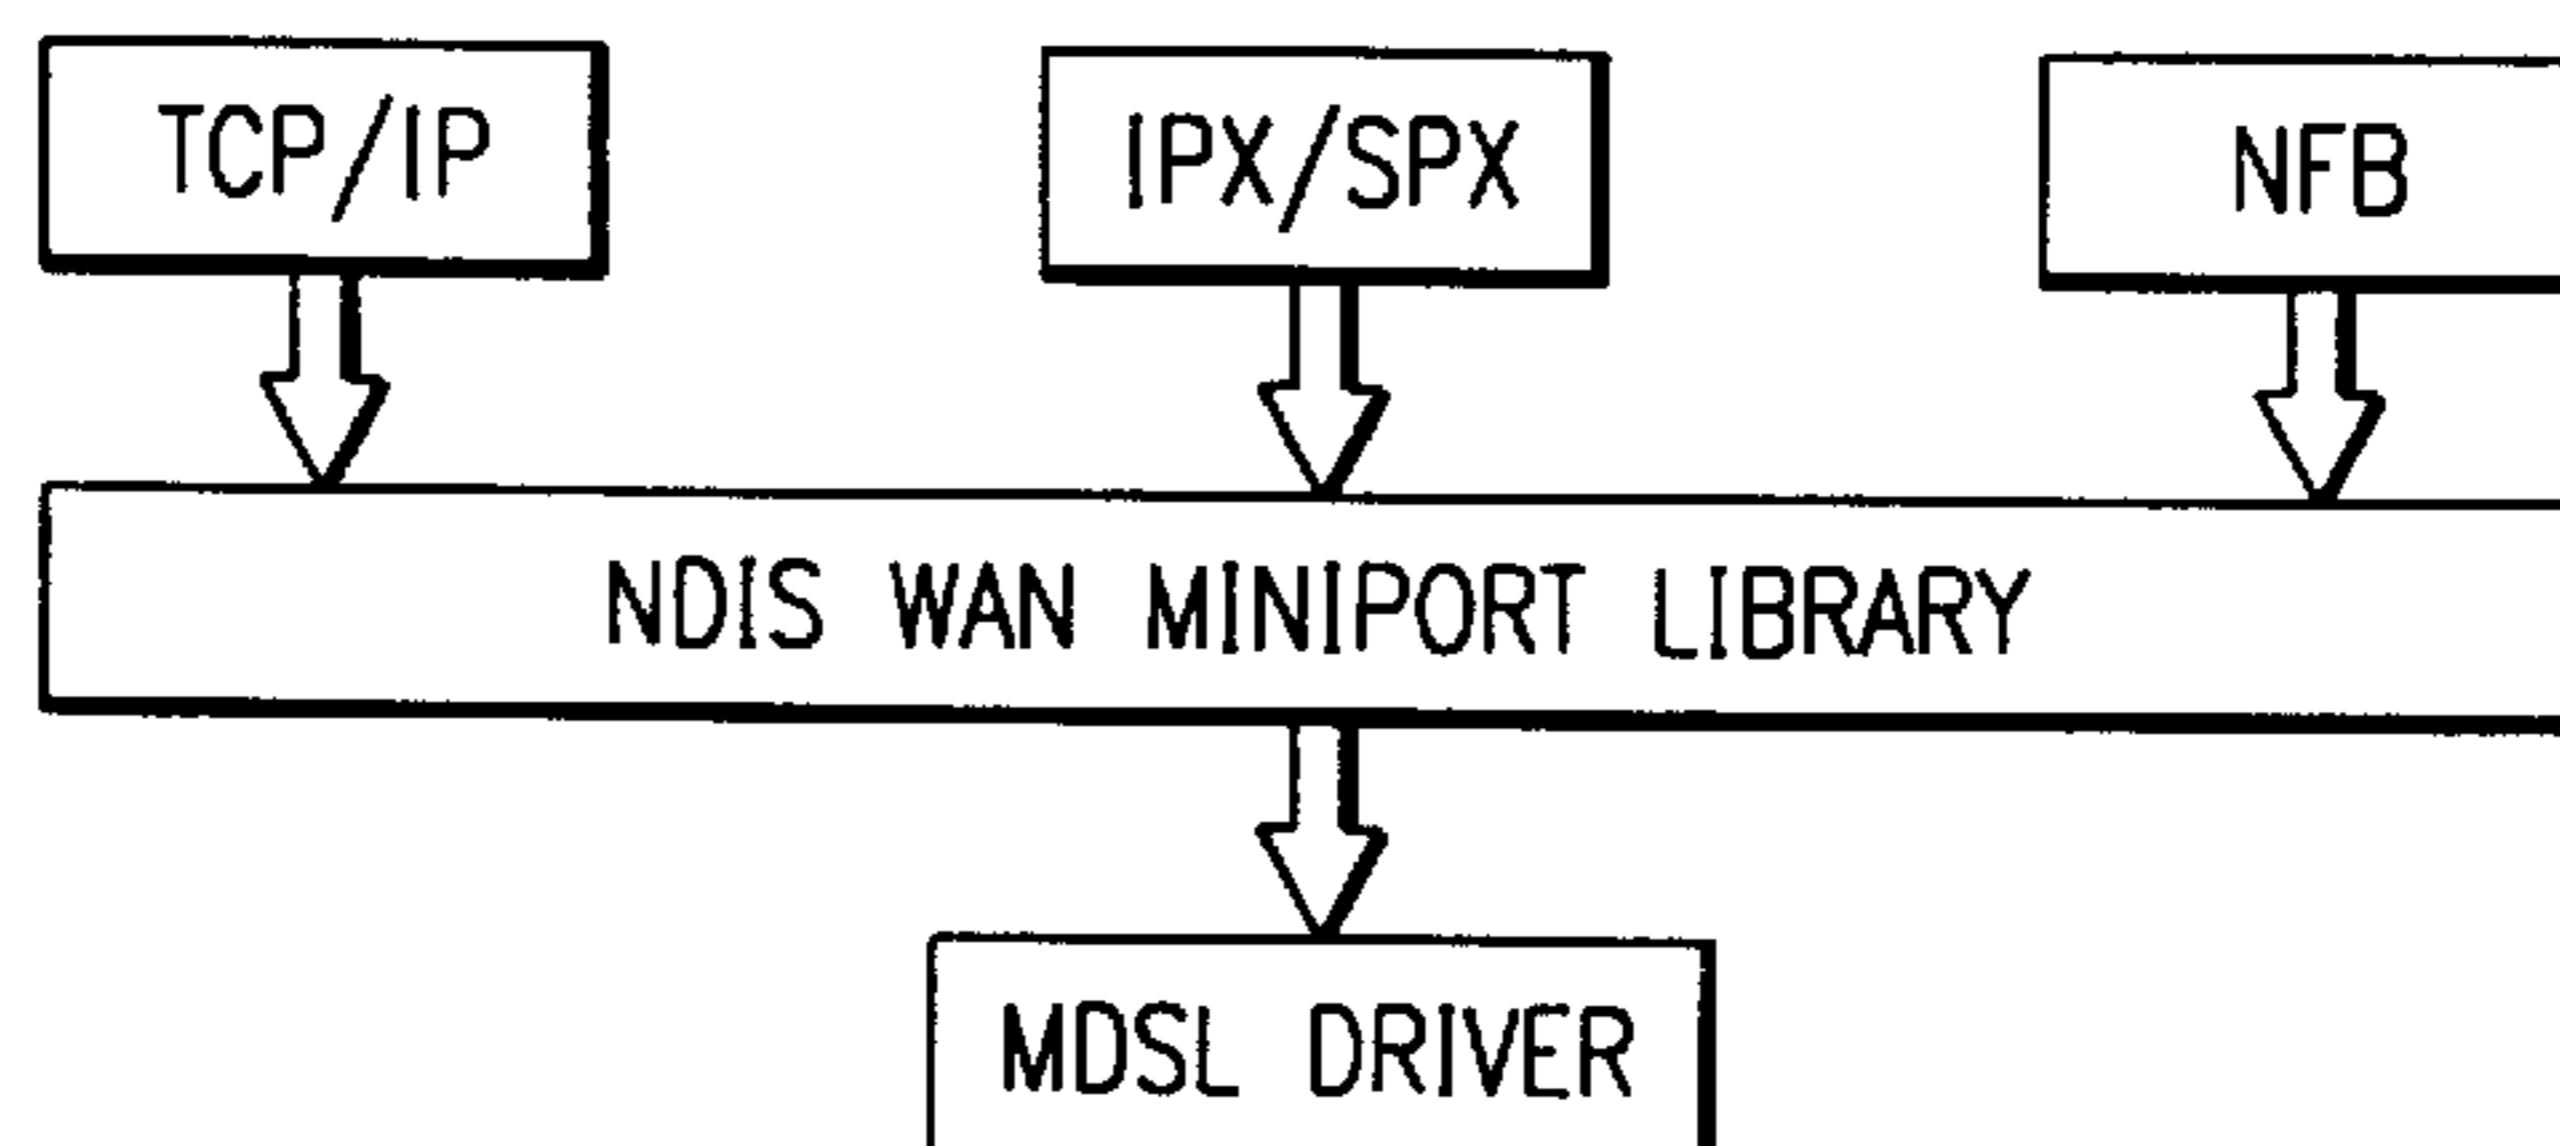 TCP/IP
IPX/SPX
NFB
NDIS WAN MINIPORT LIBRARY
MDSL DRIVER